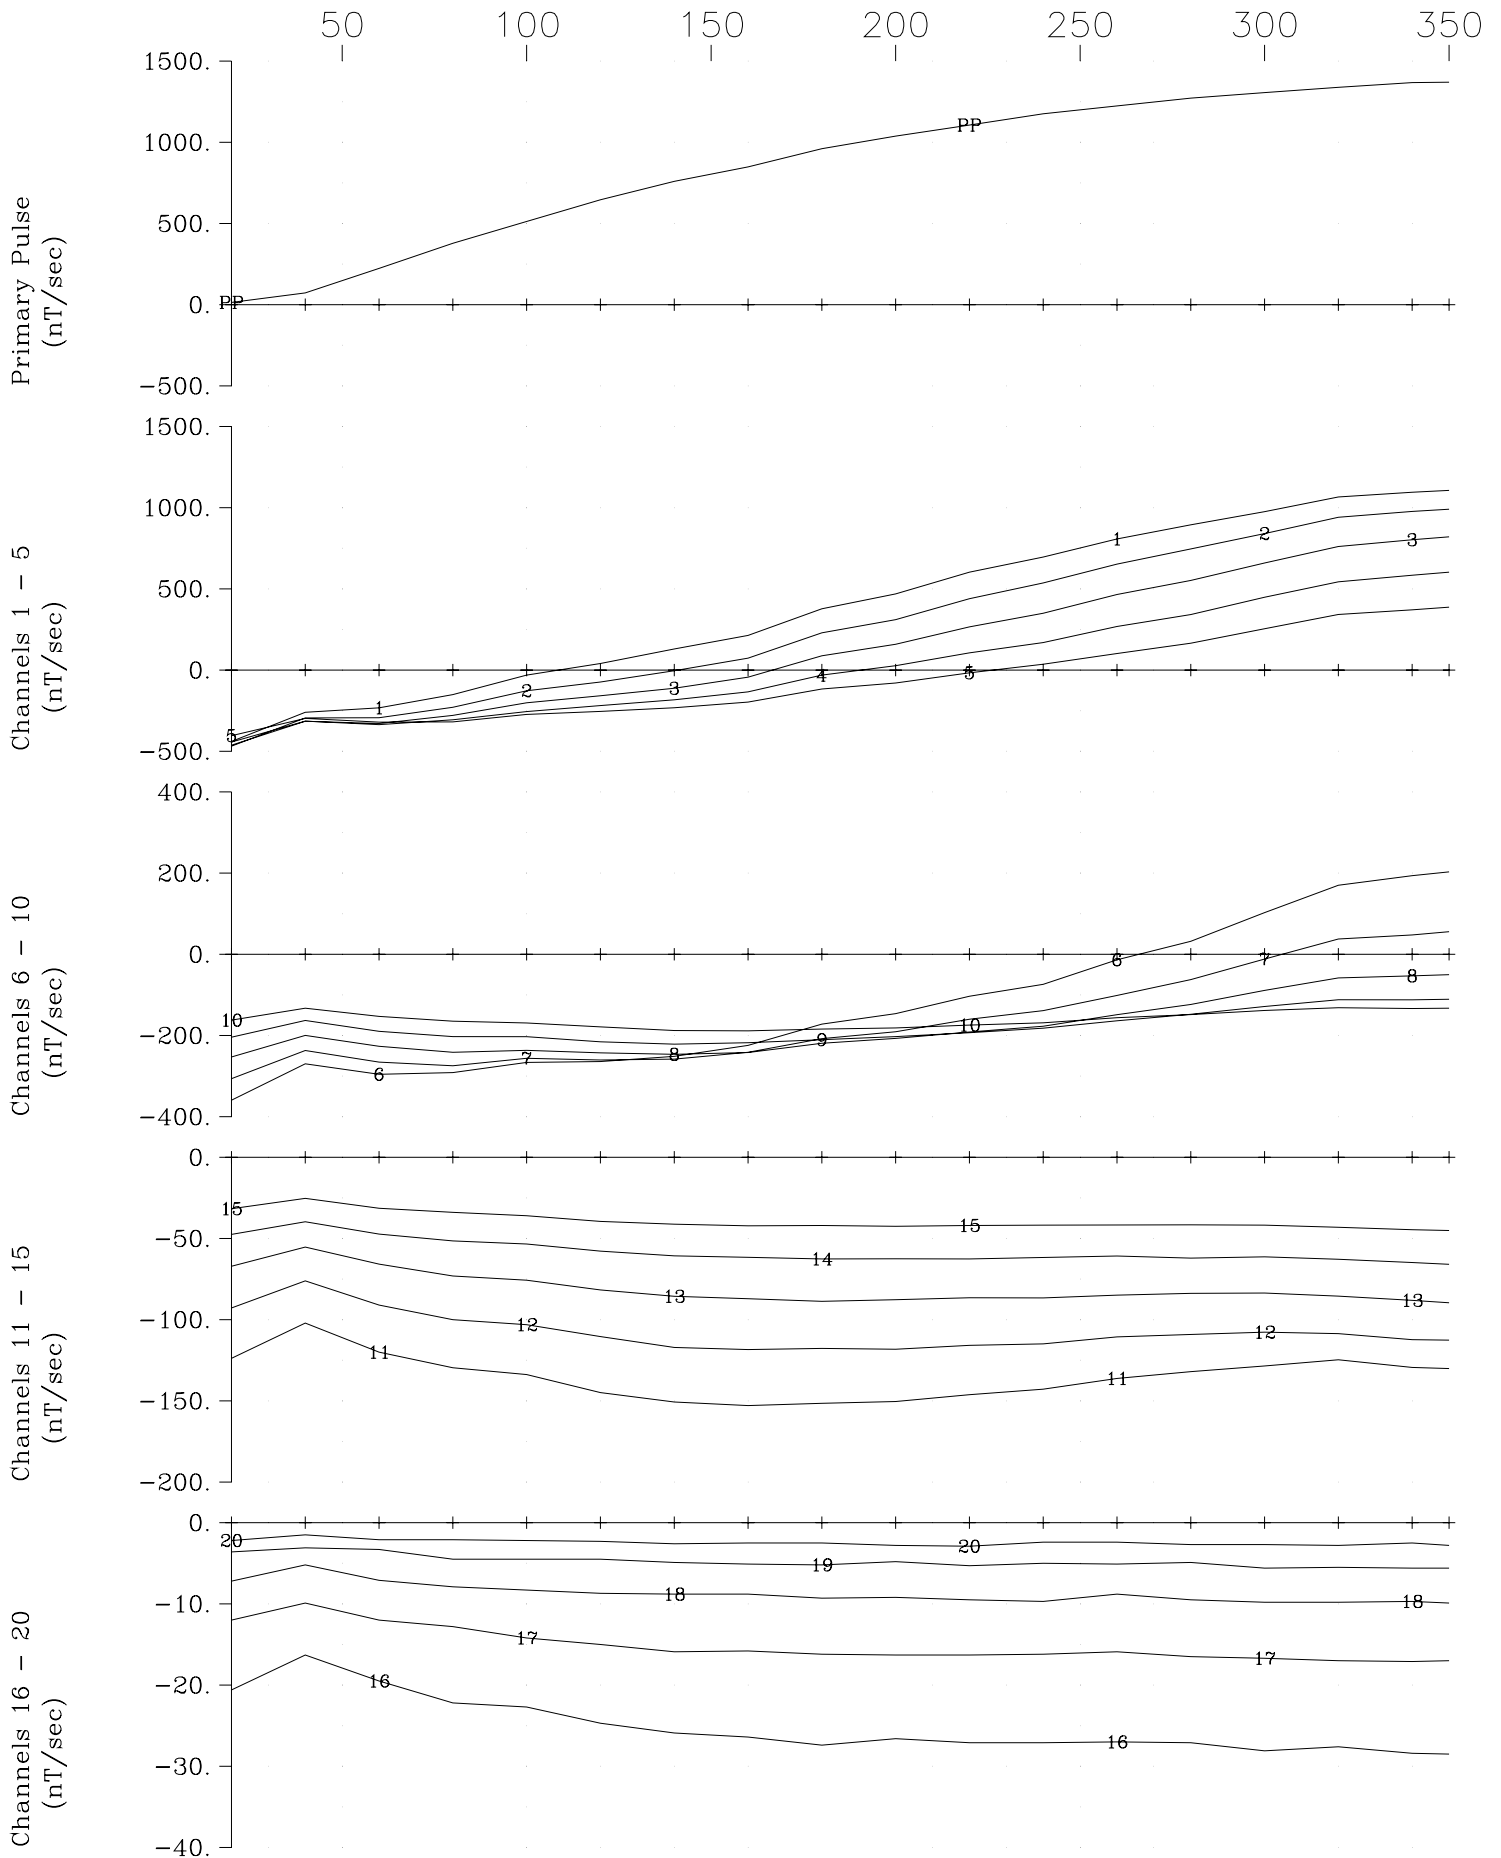 50 100 150 200 250 300 350
Primary Pulse
(nT/sec)
1500.
1000.
500.
0.
-500.
PP PP
Channels 1 - 5
(nT/sec)
1500.
1000.
500.
0.
-500.
1 2 3
4 5
1 2 3
5
Channels 6 - 10
(nT/sec)
400.
200.
0.
-200.
-400.
6 7 8
10 9 10
6 7 8
Channels 11 - 15
(nT/sec)
0.
-50.
-100.
-150.
-200.
15 15
14
13 13
12 12
11 11
Channels 16 - 20
(nT/sec)
0.
-10.
-20.
-30.
-40.
20 20
19
18 18
17 17
16 16